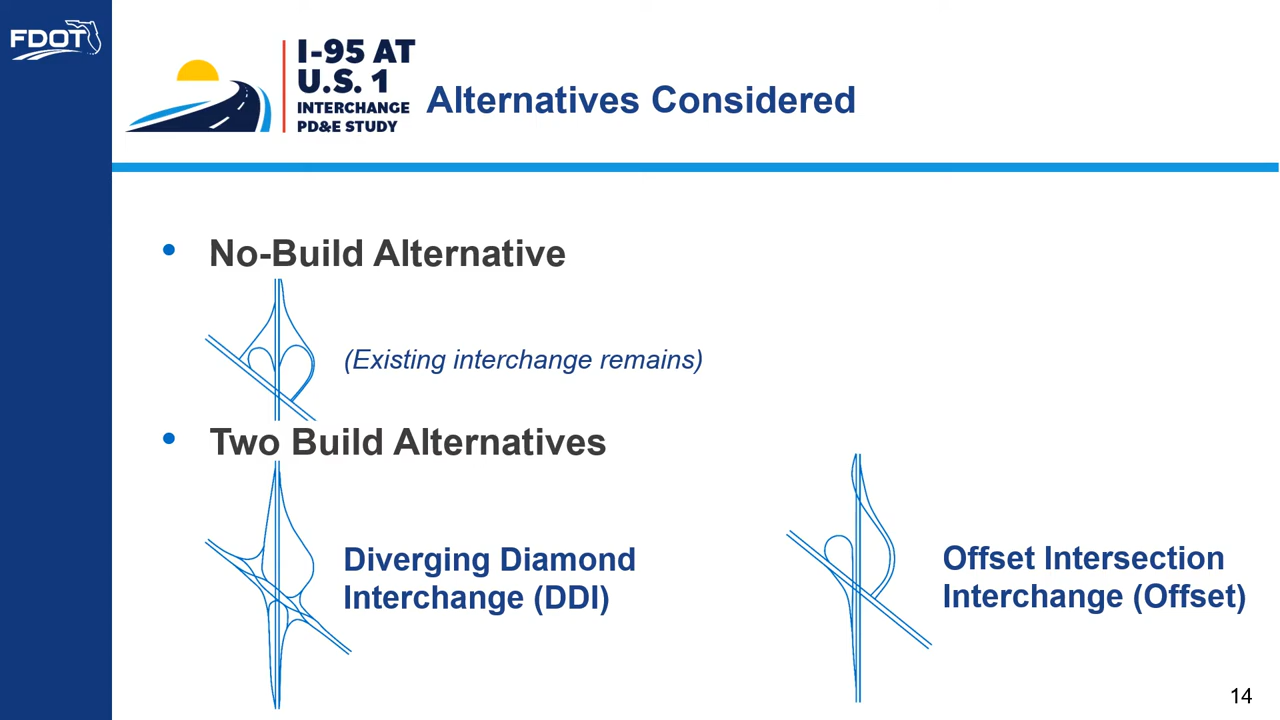 FDOT
I-95 AT
U.S. 1
INTERCHANGE
PD&E STUDY
Alternatives Considered
• No-Build Alternative
(Existing interchange remains)
• Two Build Alternatives
Diverging Diamond
Interchange (DDI)
Offset Intersection
Interchange (Offset)
14